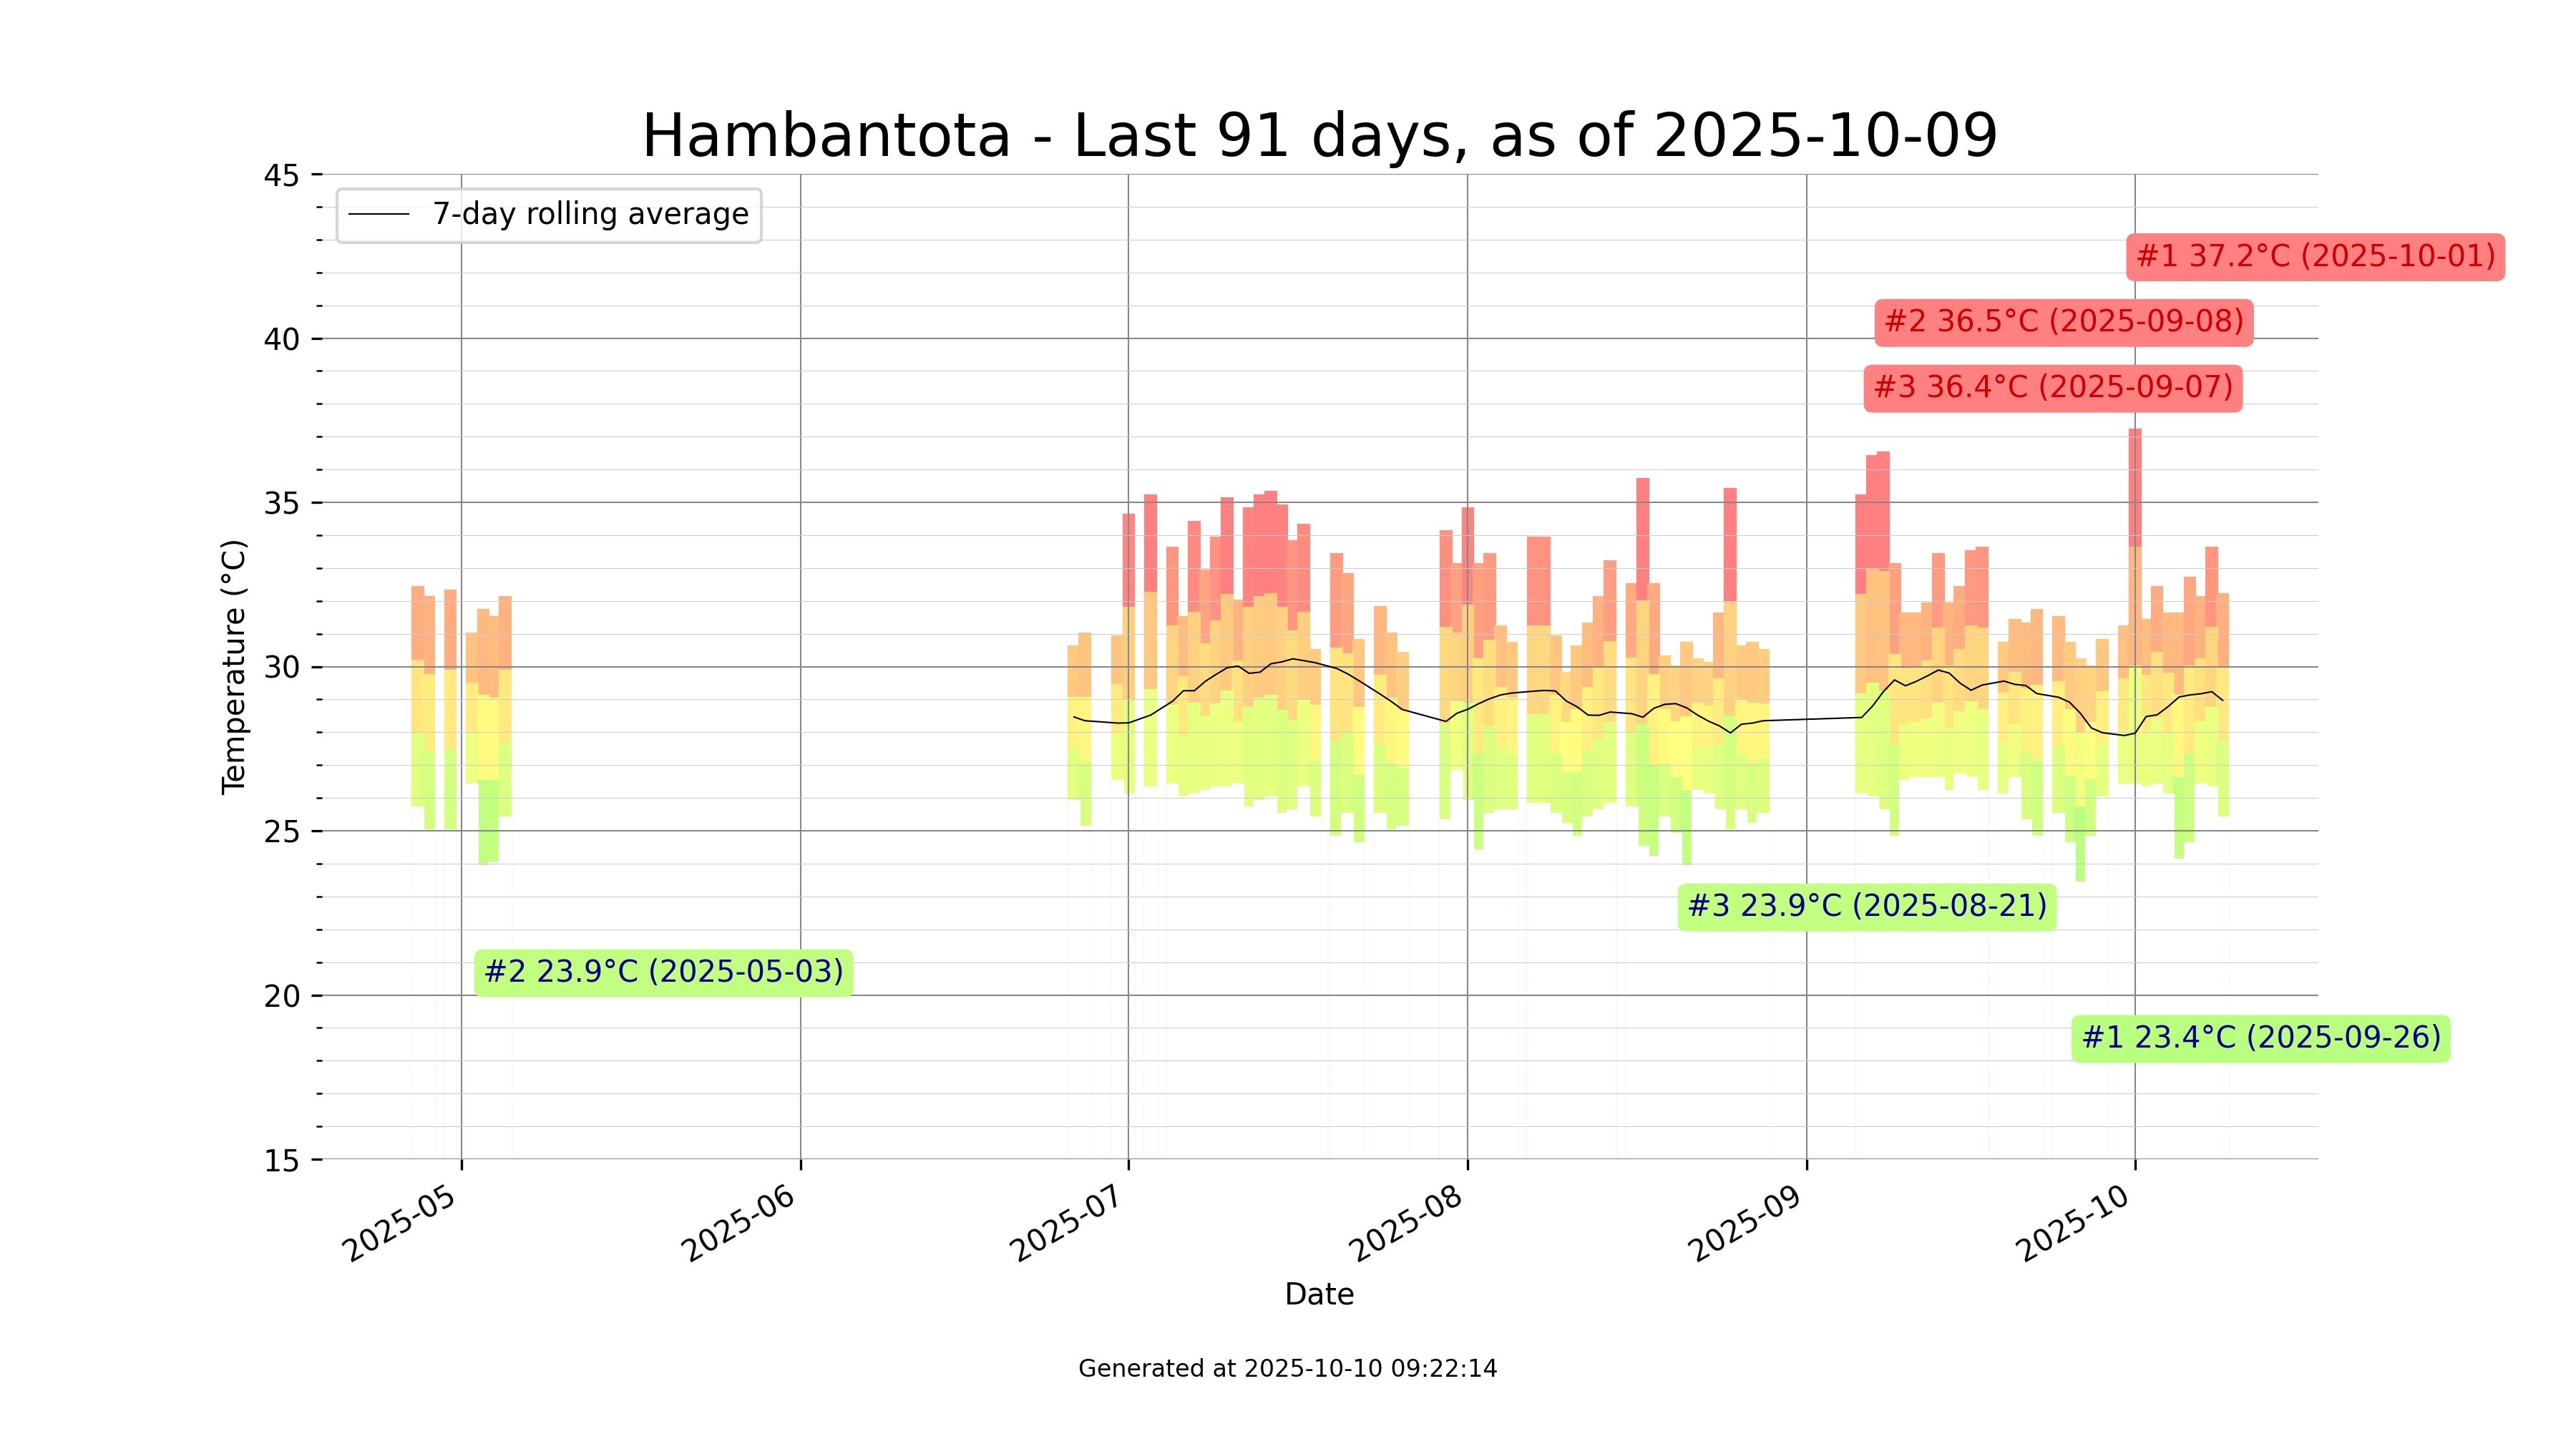 Hambantota - Last 91 days, as of 2025-10-09
7-day rolling average
#1 37.2°C (2025-10-01)
#2 36.5°C (2025-09-08)
#3 36.4°C (2025-09-07)
#3 23.9°C (2025-08-21)
#2 23.9°C (2025-05-03)
#1 23.4°C (2025-09-26)
Temperature (°C)
45
40
35
30
25
20
15
2025-05
2025-06
2025-07
2025-08
2025-09
2025-10
Date
Generated at 2025-10-10 09:22:14